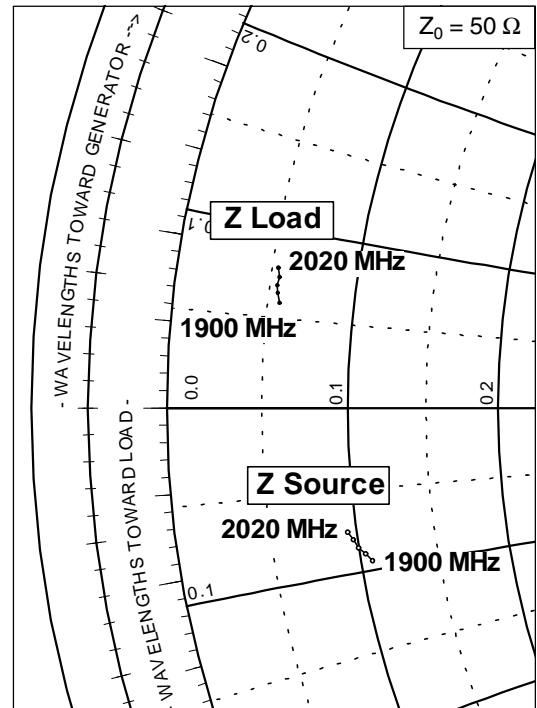 Z₀ = 50 Ω
- WAVELENGTHS TOWARD GENERATOR --->
0.2
0.1
Z Load
2020 MHz
1900 MHz
0.0
0.1
0.2
- WAVELENGTHS TOWARD LOAD -
Z Source
2020 MHz
1900 MHz
0.1